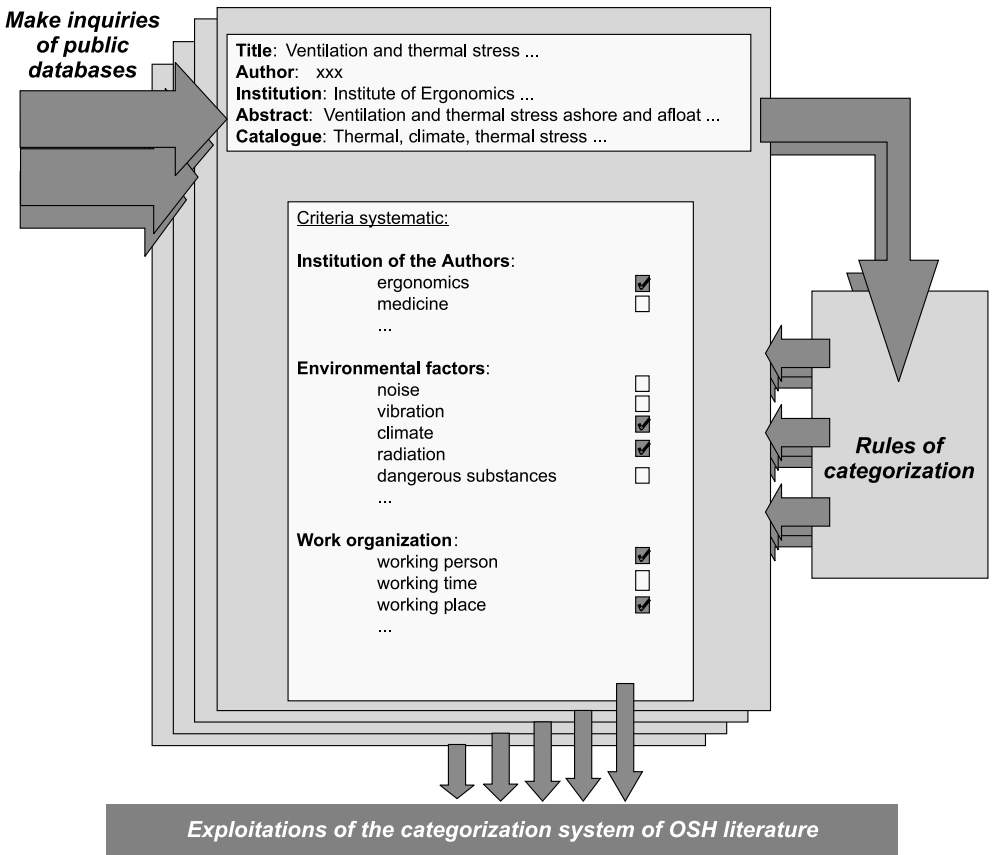 Make inquiries
of public
databases
Title: Ventilation and thermal stress ...
Author: xxx
Institution: Institute of Ergonomics ...
Abstract: Ventilation and thermal stress ashore and afloat ...
Catalogue: Thermal, climate, thermal stress ...
Criteria systematic:
Institution of the Authors:
ergonomics
medicine
...
Environmental factors:
noise
vibration
climate
radiation
dangerous substances
...
Work organization:
working person
working time
working place
...
Rules of
categorization
Exploitations of the categorization system of OSH literature